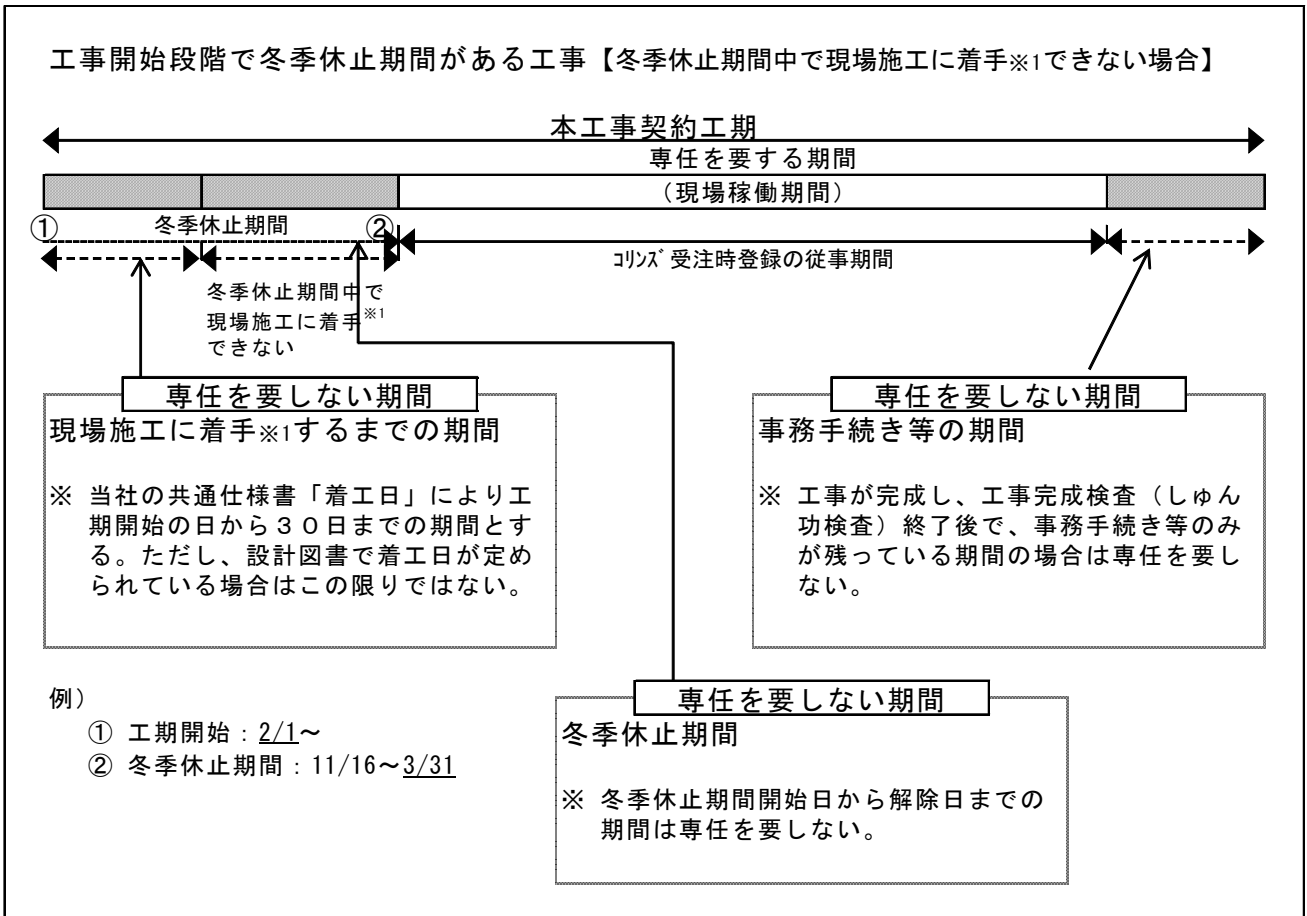 工事開始段階で冬季休止期間がある工事【冬季休止期間中で現場施工に着手※1できない場合】
本工事契約工期
専任を要する期間
（現場稼働期間）
① 冬季休止期間 ②
コリンズ受注時登録の従事期間
冬季休止期間中で
現場施工に着手※1
できない
専任を要しない期間
現場施工に着手※1するまでの期間
※ 当社の共通仕様書「着工日」により工
期開始の日から３０日までの期間とす
る。ただし、設計図書で着工日が定め
られている場合はこの限りではない。
専任を要しない期間
事務手続き等の期間
※ 工事が完成し、工事完成検査（しゅん
功検査）終了後で、事務手続き等のみ
が残っている期間の場合は専任を要し
ない。
例）
① 工期開始：2/1～
② 冬季休止期間：11/16～3/31
専任を要しない期間
冬季休止期間
※ 冬季休止期間開始日から解除日までの
期間は専任を要しない。